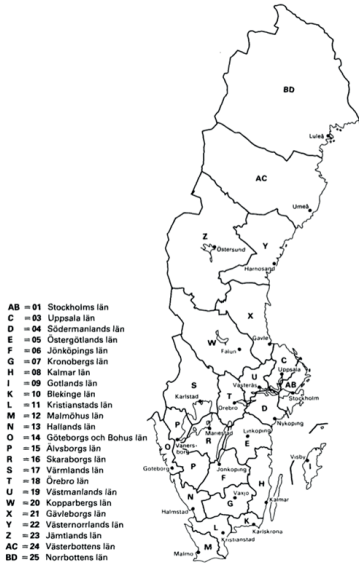 BD
Luleå
AC
Umeå
Z
Östersund
Y
Härnosand
X
W
Falun
Gävle
AB = 01 Stockholms län
C = 03 Uppsala län
D = 04 Södermanlands län
E = 05 Östergötlands län
F = 06 Jönköpings län
G = 07 Kronobergs län
H = 08 Kalmar län
I = 09 Gotlands län
K = 10 Blekinge län
L = 11 Kristianstads län
M = 12 Malmöhus län
N = 13 Hallands län
O = 14 Göteborgs och Bohus län
P = 15 Älvsborgs län
R = 16 Skaraborgs län
S = 17 Värmlands län
T = 18 Örebro län
U = 19 Västmanlands län
W = 20 Kopparbergs län
X = 21 Gävleborgs län
Y = 22 Västernorrlands län
Z = 23 Jämtlands län
AC = 24 Västerbottens län
BD = 25 Norrbottens län
C
Uppsala
U
Västerås
AB
Stockholm
S
Karlstad
T
Örebro
D
Nyköping
P
O
Vänersborg
Mariestad
R
Linköping
E
Göteborg
P
Jönköping
F
Visby
I
H
N
Växjö
G
Kalmar
Halmstad
K
Karlskrona
L
Kristianstad
M
Malmö